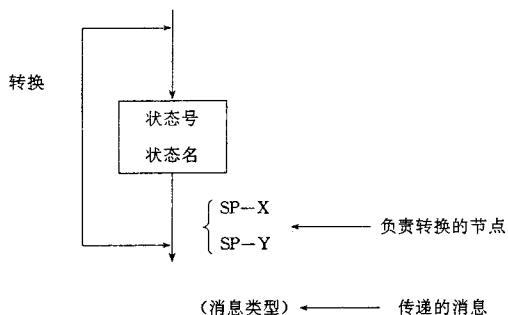 转换
状态号
状态名
SP—X
SP—Y
负责转换的节点
(消息类型)
传递的消息